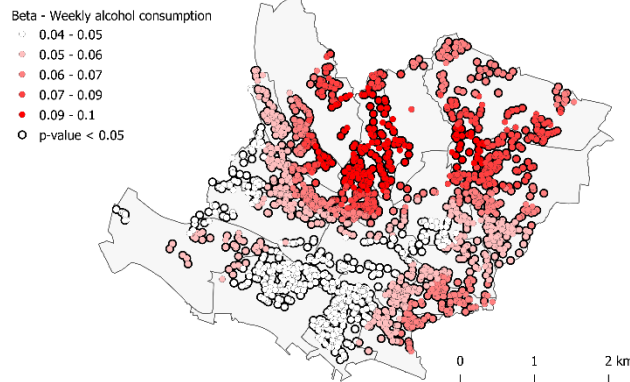 Beta - Weekly alcohol consumption
0.04 - 0.05
0.05 - 0.06
0.06 - 0.07
0.07 - 0.09
0.09 - 0.1
p-value < 0.05
0 1 2 km